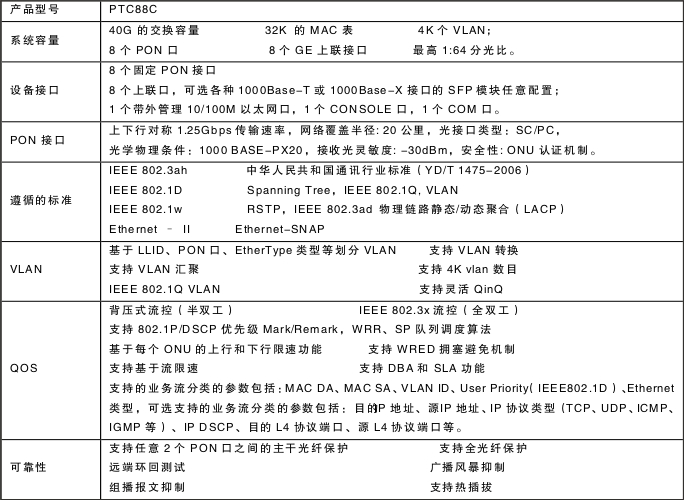 产品型号 PTC88C
40G 的交换容量 32K 的 MAC 表 4K 个 VLAN；
系统容量
8 个 PON 口 8 个 GE 上联接口 最高 1:64 分光比。
8 个固定 PON 接口
设备接口 8 个上联口，可选各种 1000Base-T 或 1000Base-X 接口的 SFP 模块任意配置；
1 个带外管理 10/100M 以太网口，1 个 CONSOLE 口，1 个 COM 口。
上下行对称 1.25Gbps 传输速率，网络覆盖半径: 20 公里，光接口类型：SC/PC，
PON 接口
光学物理条件：1000 BASE-PX20，接收光灵敏度: -30dBm，安全性: ONU 认证机制。
IEEE 802.3ah 中华人民共和国通讯行业标准（YD/T 1475-2006）
IEEE 802.1D Spanning Tree，IEEE 802.1Q, VLAN
遵循的标准
IEEE 802.1w RSTP，IEEE 802.3ad 物理链路静态/动态聚合（LACP）
Ethernet – II Ethernet-SNAP
基于 LLID、PON 口、EtherType 类型等划分 VLAN 支持 VLAN 转换
VLAN 支持 VLAN 汇聚 支持 4K vlan 数目
IEEE 802.1Q VLAN 支持灵活 QinQ
背压式流控（半双工） IEEE 802.3x 流控（全双工）
支持 802.1P/DSCP 优先级 Mark/Remark，WRR、SP 队列调度算法
基于每个 ONU 的上行和下行限速功能 支持 WRED 拥塞避免机制
QOS 支持基于流限速 支持 DBA 和 SLA 功能
支持的业务流分类的参数包括：MAC DA、MAC SA、VLAN ID、User Priority（IEEE802.1D）、Ethernet
类型，可选支持的业务流分类的参数包括：目的IP 地址、源IP 地址、IP 协议类型（TCP、UDP、ICMP、
IGMP 等）、IP DSCP、目的 L4 协议端口、源 L4 协议端口等。
支持任意 2 个 PON 口之间的主干光纤保护 支持全光纤保护
可靠性 远端环回测试 广播风暴抑制
组播报文抑制 支持热插拔